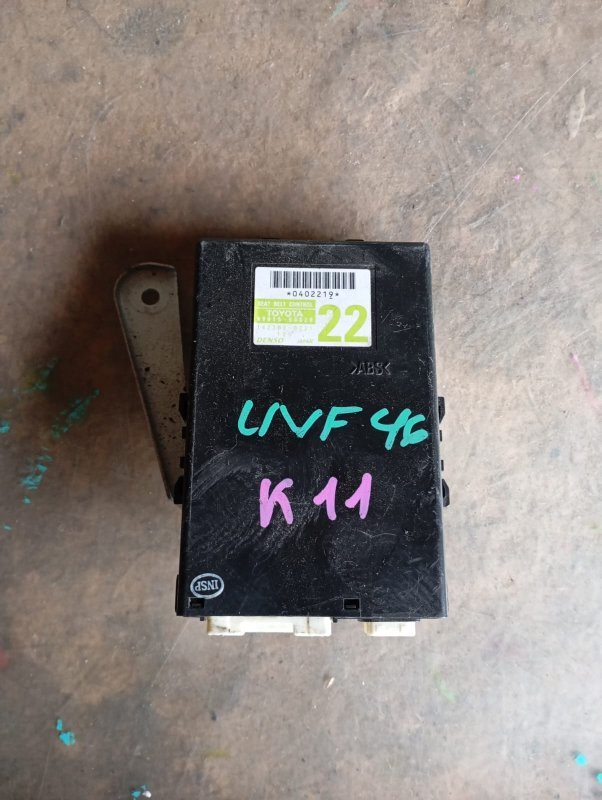 *0402219*
SEAT BELT CONTROL
TOYOTA
22
DENSO JAPAN
>ABS<
UVF 46
K11
INSP